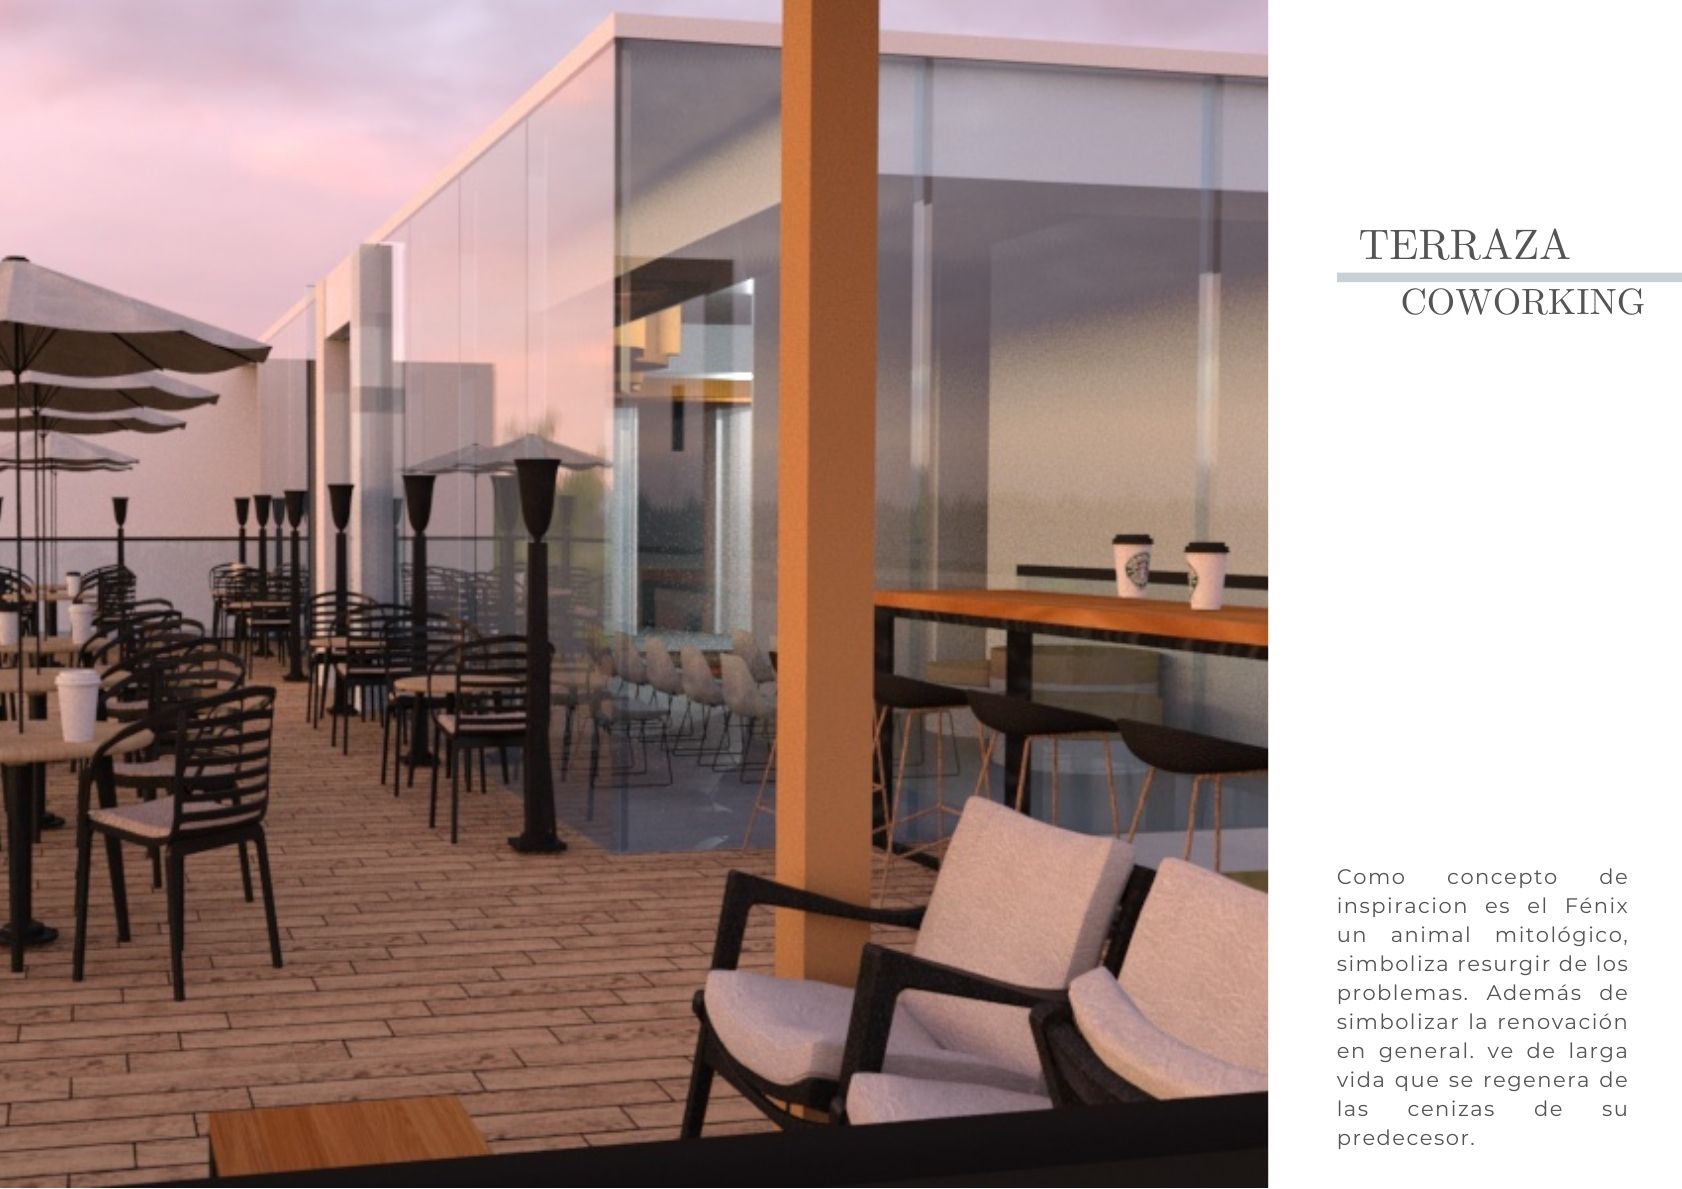 TERRAZA
COWORKING
Como concepto de
inspiracion es el Fénix
un animal mitológico,
simboliza resurgir de los
problemas. Además de
simbolizar la renovación
en general. ve de larga
vida que se regenera de
las cenizas de su
predecesor.